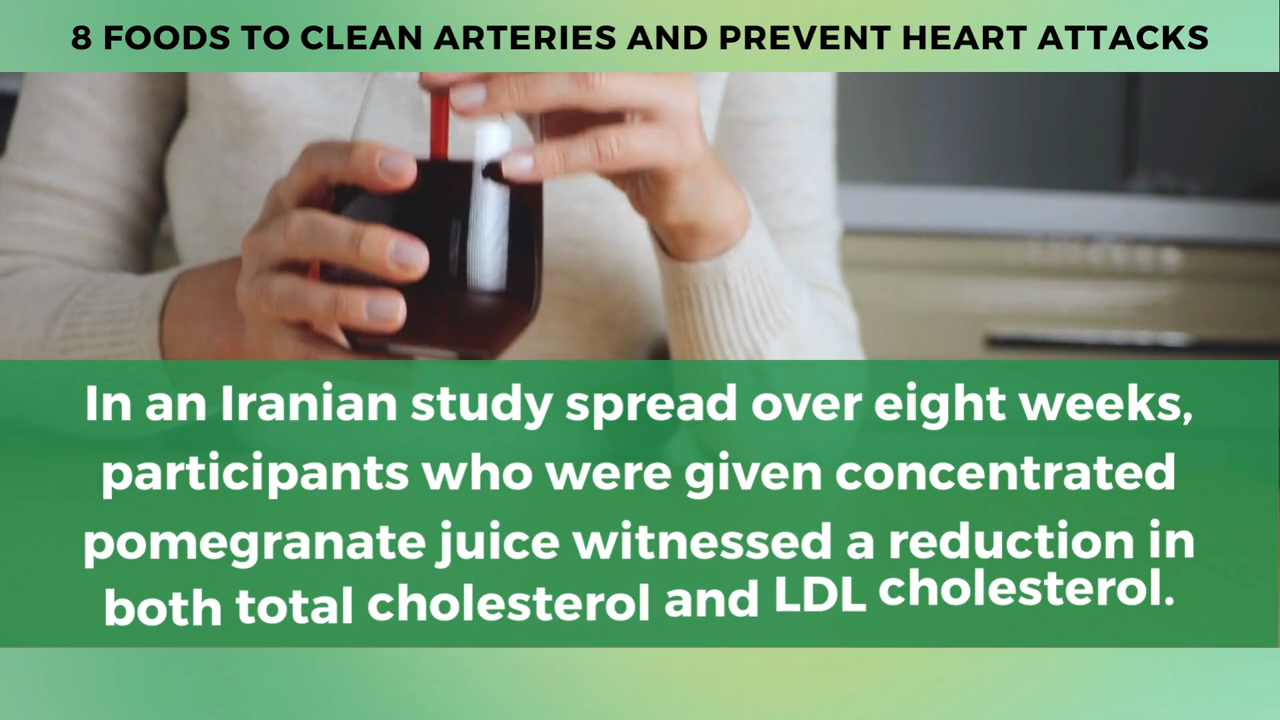 8 FOODS TO CLEAN ARTERIES AND PREVENT HEART ATTACKS
In an Iranian study spread over eight weeks,
participants who were given concentrated
pomegranate juice witnessed a reduction in
both total cholesterol and LDL cholesterol.